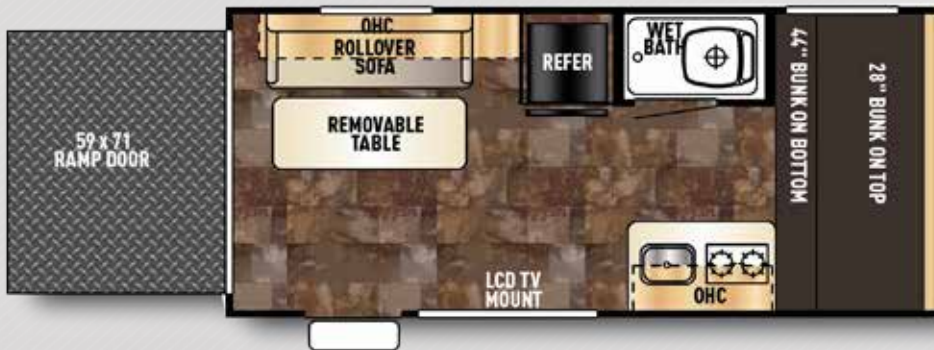 59 x 71
RAMP DOOR
OHC
ROLLOVER
SOFA
REMOVABLE
TABLE
REFER
WET
BATH
44" BUNK ON BOTTOM
28" BUNK ON TOP
LCD TV
MOUNT
OHC